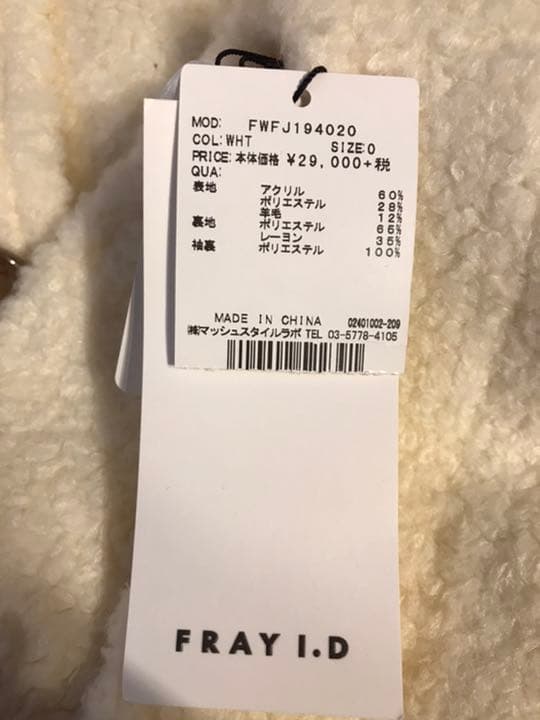 MOD: FWFJ194020
COL:WHT SIZE:0
PRICE:本体価格 ¥29,000+税
QUA:
表地 アクリル 60%
ポリエステル 28%
羊毛 12%
裏地 ポリエステル 65%
レーヨン 35%
袖裏 ポリエステル 100%
MADE IN CHINA 02401002-209
㈱マッシュスタイルラボ TEL 03-5778-4105
FRAY I.D